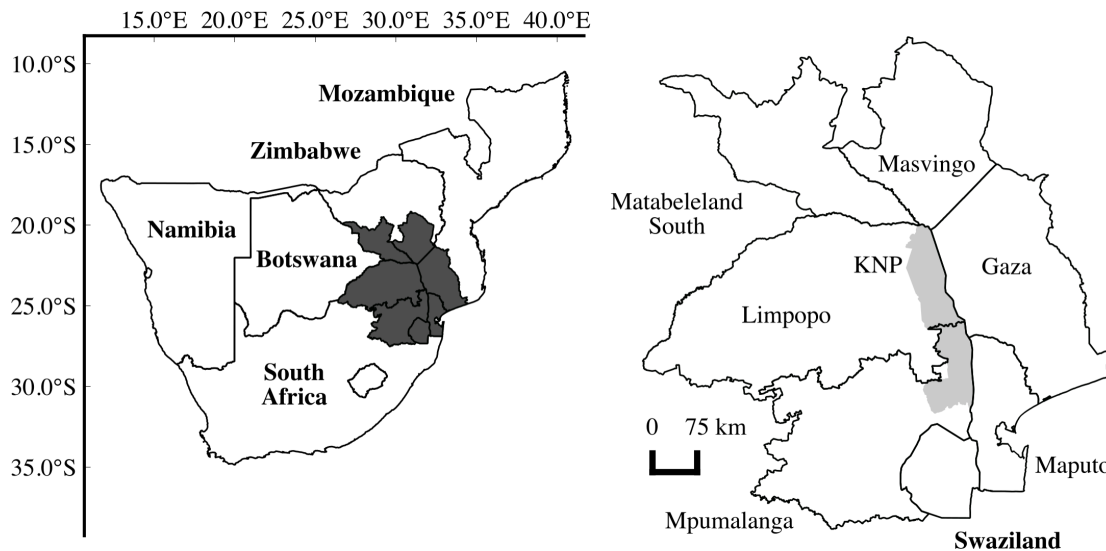 15.0°E 20.0°E 25.0°E 30.0°E 35.0°E 40.0°E
10.0°S
15.0°S
20.0°S
25.0°S
30.0°S
35.0°S
Mozambique
Zimbabwe
Namibia
Botswana
South
Africa
Masvingo
Matabeleland
South
KNP
Gaza
Limpopo
0 75 km
Maputo
Mpumalanga
Swaziland